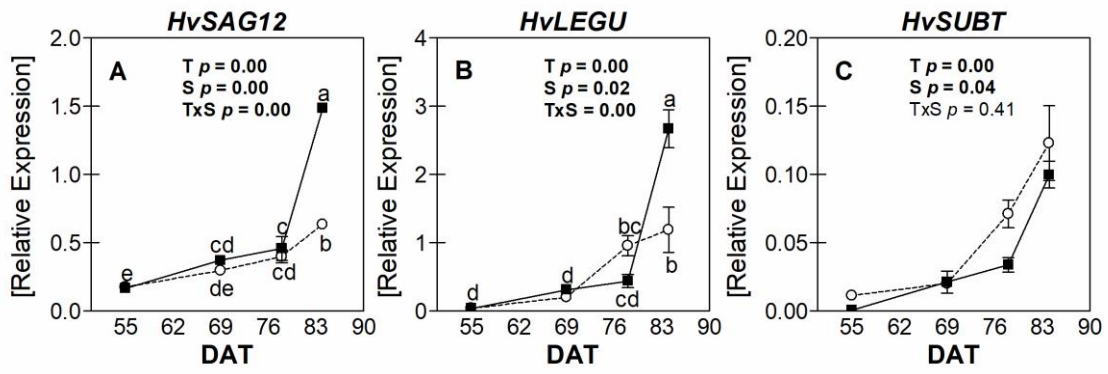 HvSAG12
HvLEGU
HvSUBT
[Relative Expression]
2.0
1.5
1.0
0.5
0.0
A
T p = 0.00
S p = 0.00
TxS p = 0.00
a
e
cd
c
de
cd
b
55 62 69 76 83 90
DAT
[Relative Expression]
4
3
2
1
0
B
T p = 0.00
S p = 0.02
TxS = 0.00
a
bc
d
d
cd
b
55 62 69 76 83 90
DAT
[Relative Expression]
0.20
0.15
0.10
0.05
0.00
C
T p = 0.00
S p = 0.04
TxS p = 0.41
55 62 69 76 83 90
DAT